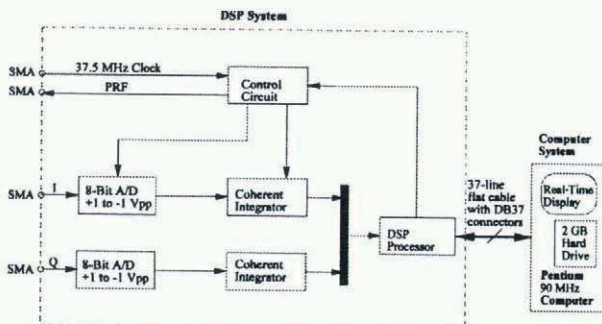 DSP System
SMA
37.5 MHz Clock
SMA
PRF
Control
Circuit
SMA
I
8-Bit A/D
+1 to -1 Vpp
Coherent
Integrator
SMA
Q
8-Bit A/D
+1 to -1 Vpp
Coherent
Integrator
DSP
Processor
37-line
flat cable
with DB37
connectors
Computer
System
Real-Time
Display
2 GB
Hard
Drive
Pentium
90 MHz
Computer